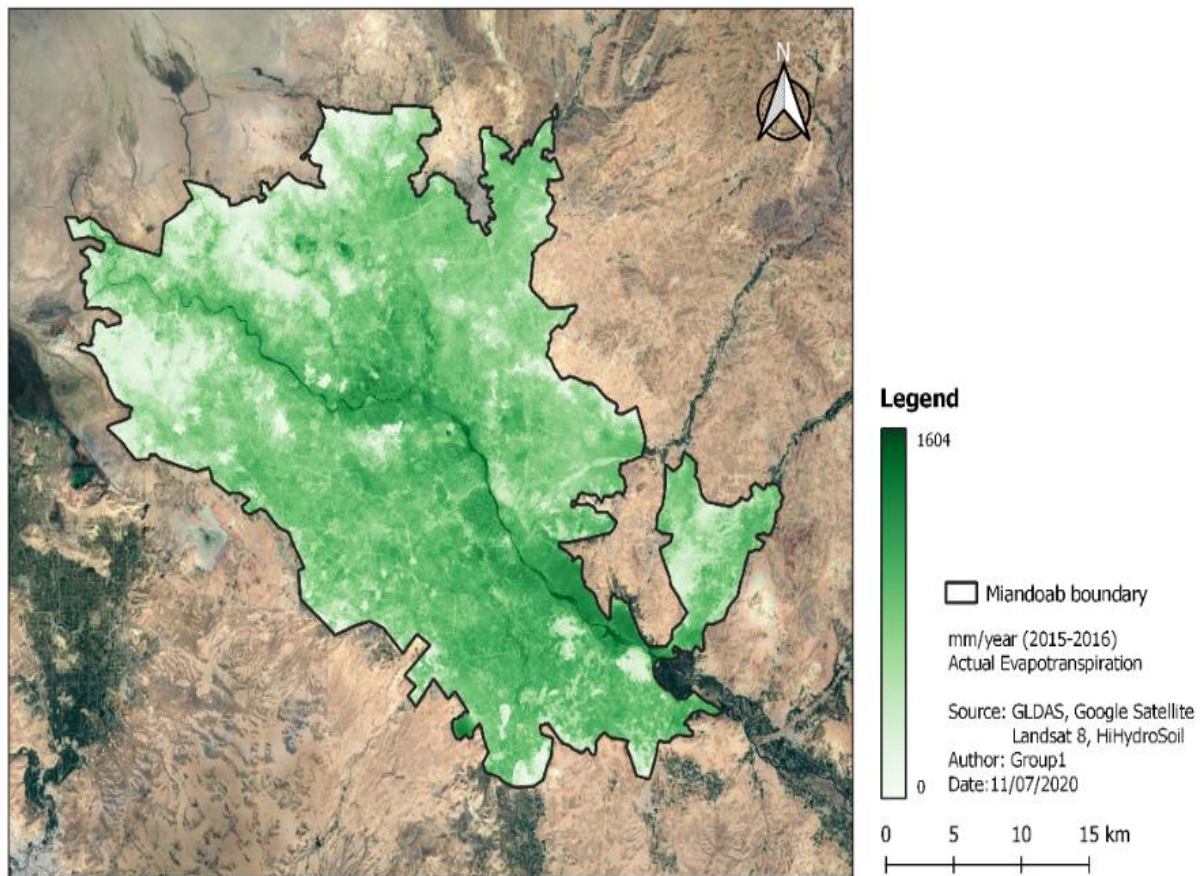 N
Legend
1604
0
Miandoab boundary
mm/year (2015-2016)
Actual Evapotranspiration
Source: GLDAS, Google Satellite
Landsat 8, HiHydroSoil
Author: Group1
Date:11/07/2020
0 5 10 15 km